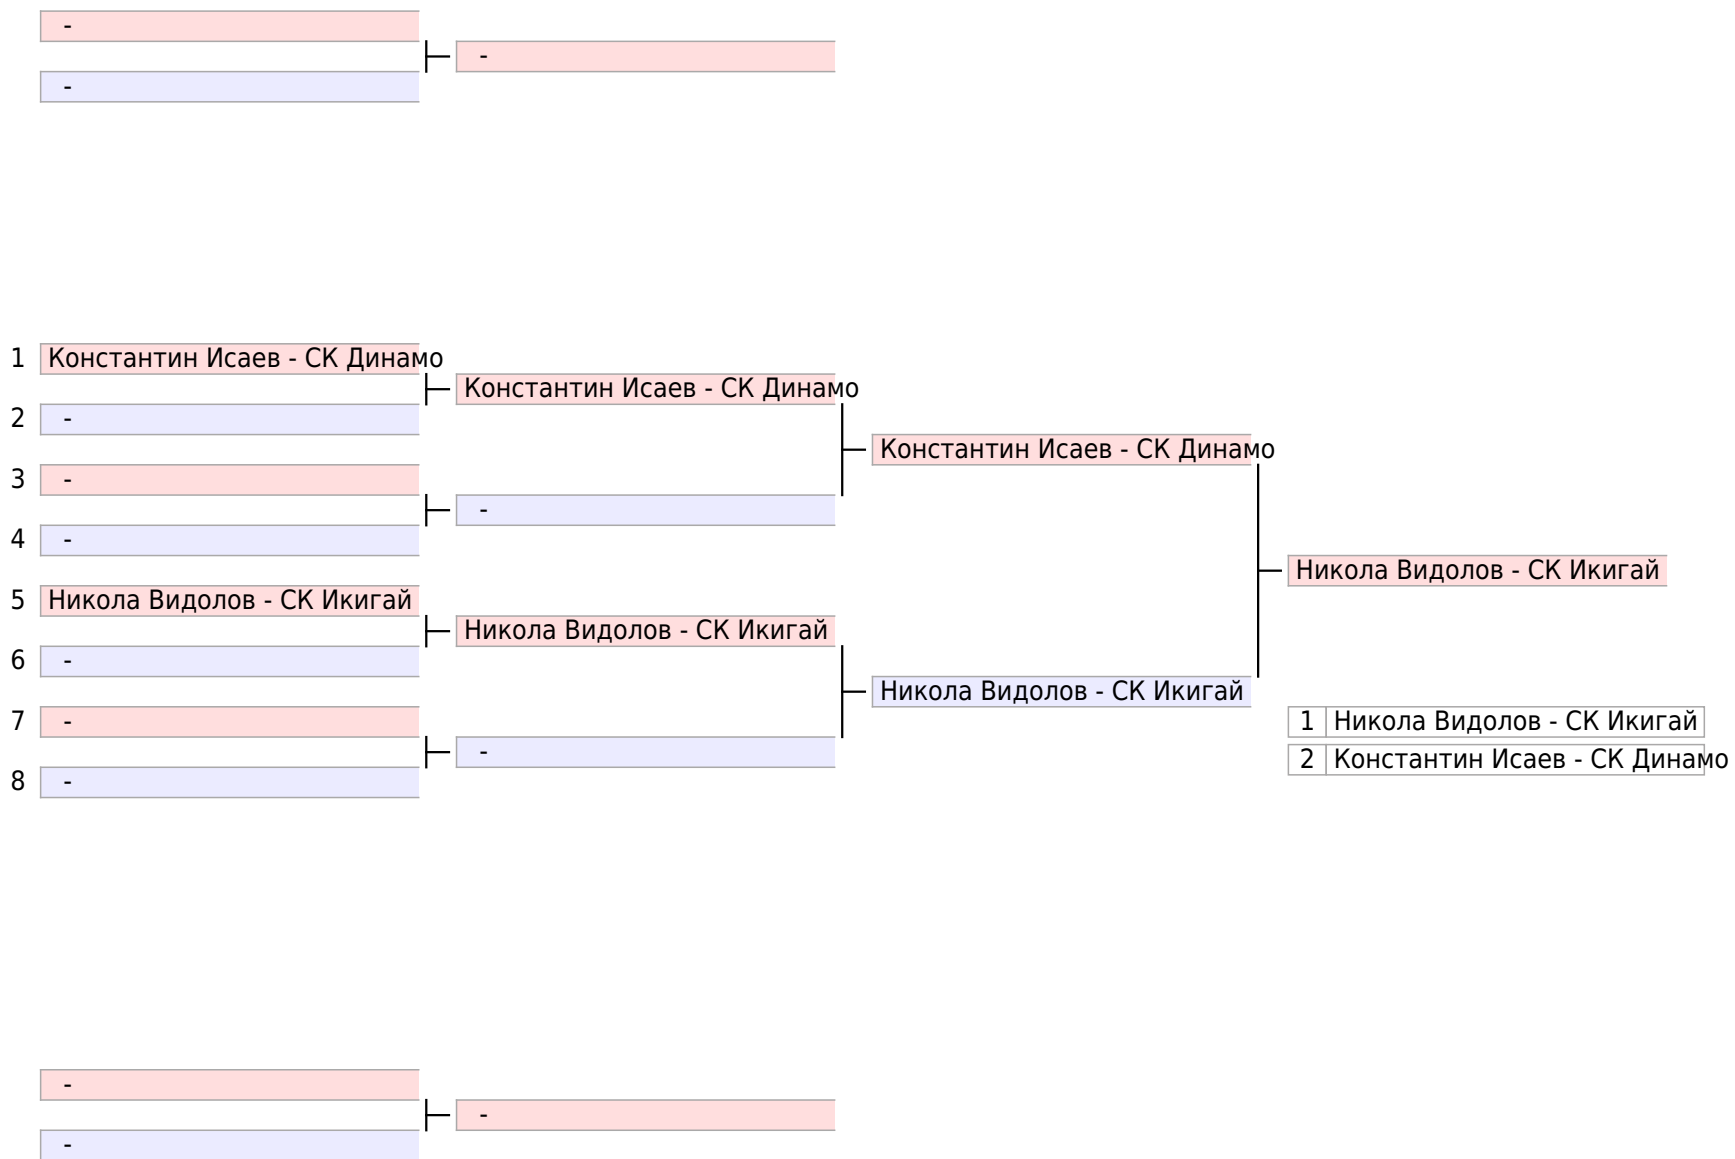 -
-
-
1 Константин Исаев - СК Динамо
Константин Исаев - СК Динамо
2 -
Константин Исаев - СК Динамо
3 -
-
4 -
Никола Видолов - СК Икигай
5 Никола Видолов - СК Икигай
Никола Видолов - СК Икигай
6 -
Никола Видолов - СК Икигай
7 -
1 Никола Видолов - СК Икигай
-
2 Константин Исаев - СК Динамо
8 -
-
-
-